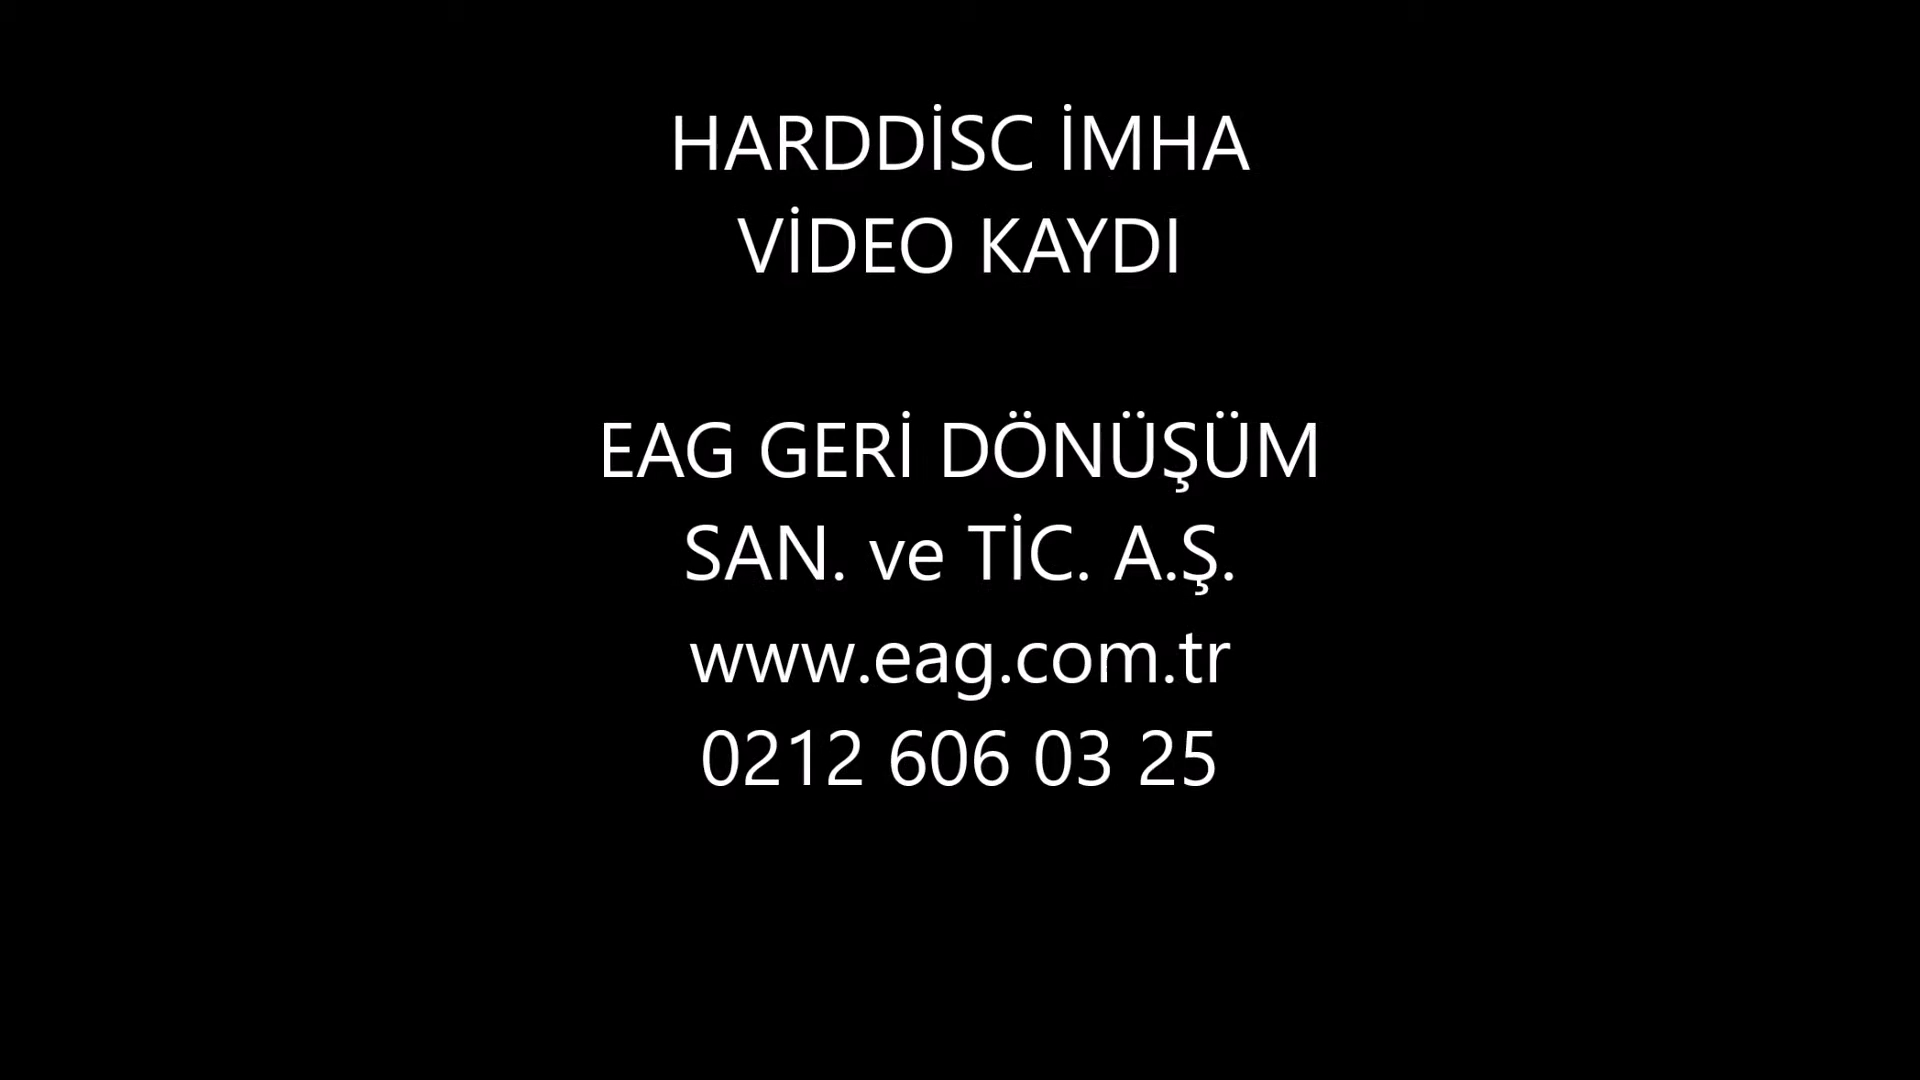 HARDDİSC İMHA
VİDEO KAYDI
EAG GERİ DÖNÜŞÜM
SAN. ve TİC. A.Ş.
www.eag.com.tr
0212 606 03 25